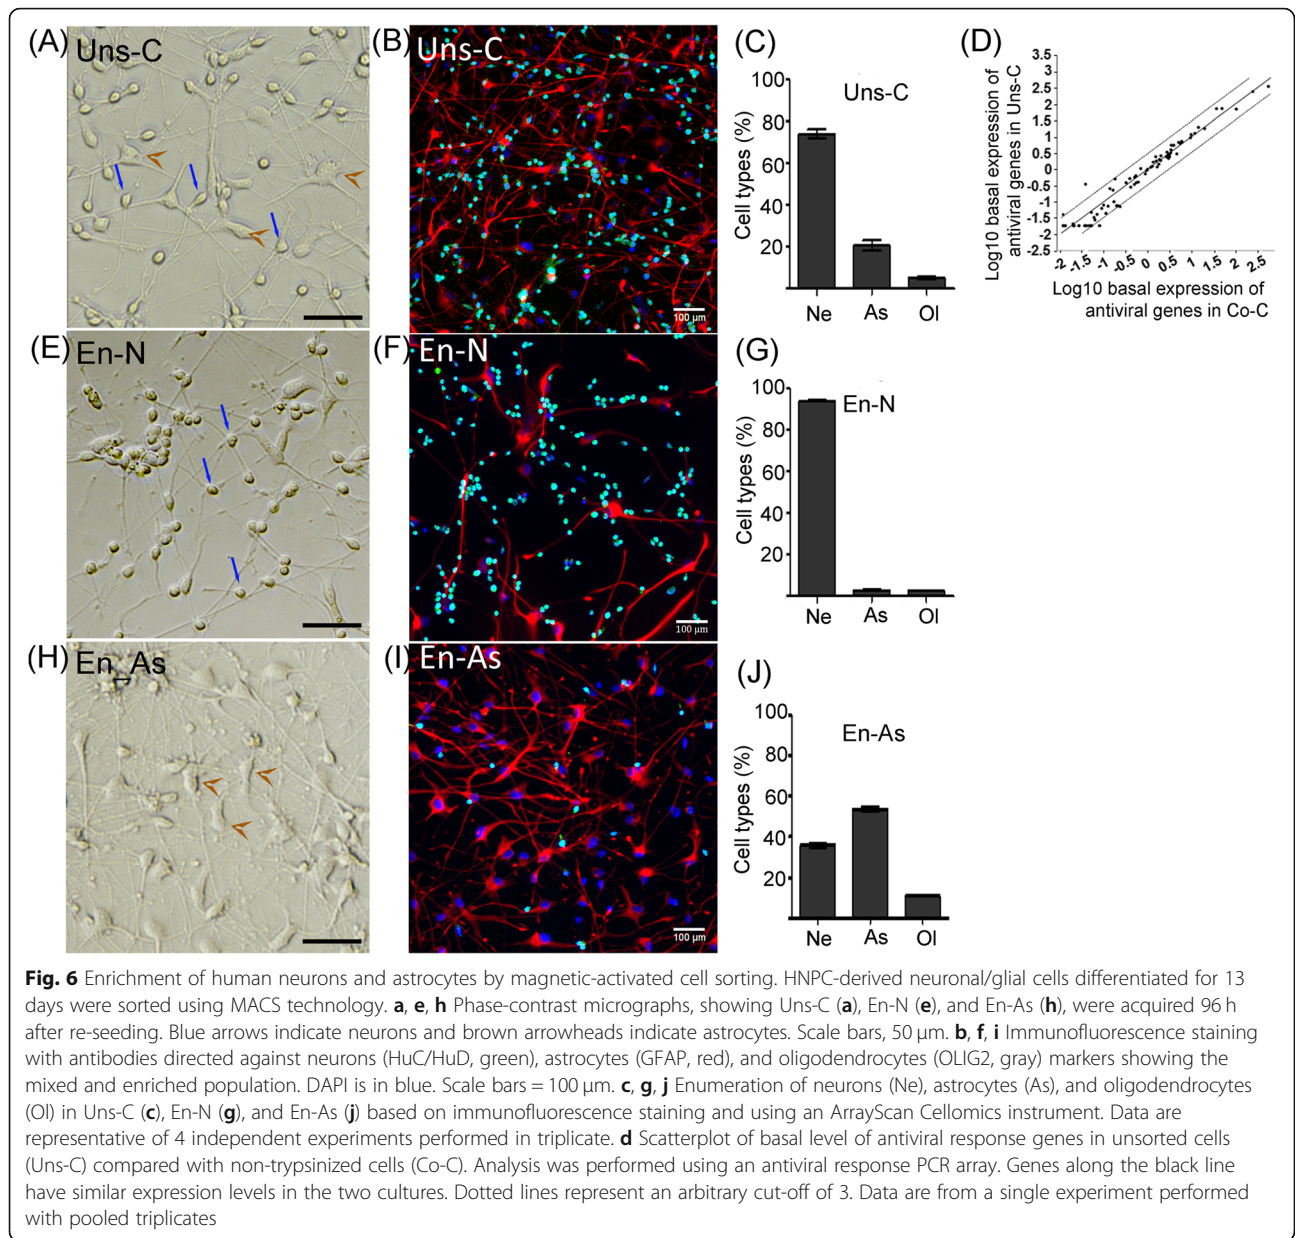 (A) Uns-C
(B) Uns-C
100 µm
(C)
Uns-C
Cell types (%)
100
80
60
40
20
Ne As Ol
(D)
Log10 basal expression of
antiviral genes in Uns-C
3.5
3
2.5
2
1.5
1
0.5
0
-0.5
-1
-1.5
-2
-2.5
-2 -1.5 -1 -0.5 0 0.5 1 1.5 2 2.5
Log10 basal expression of
antiviral genes in Co-C
(E) En-N
(F) En-N
100 µm
(G)
En-N
Cell types (%)
100
80
60
40
20
Ne As Ol
(H) En-As
(I) En-As
100 µm
(J)
En-As
Cell types (%)
100
80
60
40
20
Ne As Ol
Fig. 6 Enrichment of human neurons and astrocytes by magnetic-activated cell sorting. HNPC-derived neuronal/glial cells differentiated for 13
days were sorted using MACS technology. a, e, h Phase-contrast micrographs, showing Uns-C (a), En-N (e), and En-As (h), were acquired 96 h
after re-seeding. Blue arrows indicate neurons and brown arrowheads indicate astrocytes. Scale bars, 50 µm. b, f, i Immunofluorescence staining
with antibodies directed against neurons (HuC/HuD, green), astrocytes (GFAP, red), and oligodendrocytes (OLIG2, gray) markers showing the
mixed and enriched population. DAPI is in blue. Scale bars = 100 µm. c, g, j Enumeration of neurons (Ne), astrocytes (As), and oligodendrocytes
(Ol) in Uns-C (c), En-N (g), and En-As (j) based on immunofluorescence staining and using an ArrayScan Cellomics instrument. Data are
representative of 4 independent experiments performed in triplicate. d Scatterplot of basal level of antiviral response genes in unsorted cells
(Uns-C) compared with non-trypsinized cells (Co-C). Analysis was performed using an antiviral response PCR array. Genes along the black line
have similar expression levels in the two cultures. Dotted lines represent an arbitrary cut-off of 3. Data are from a single experiment performed
with pooled triplicates